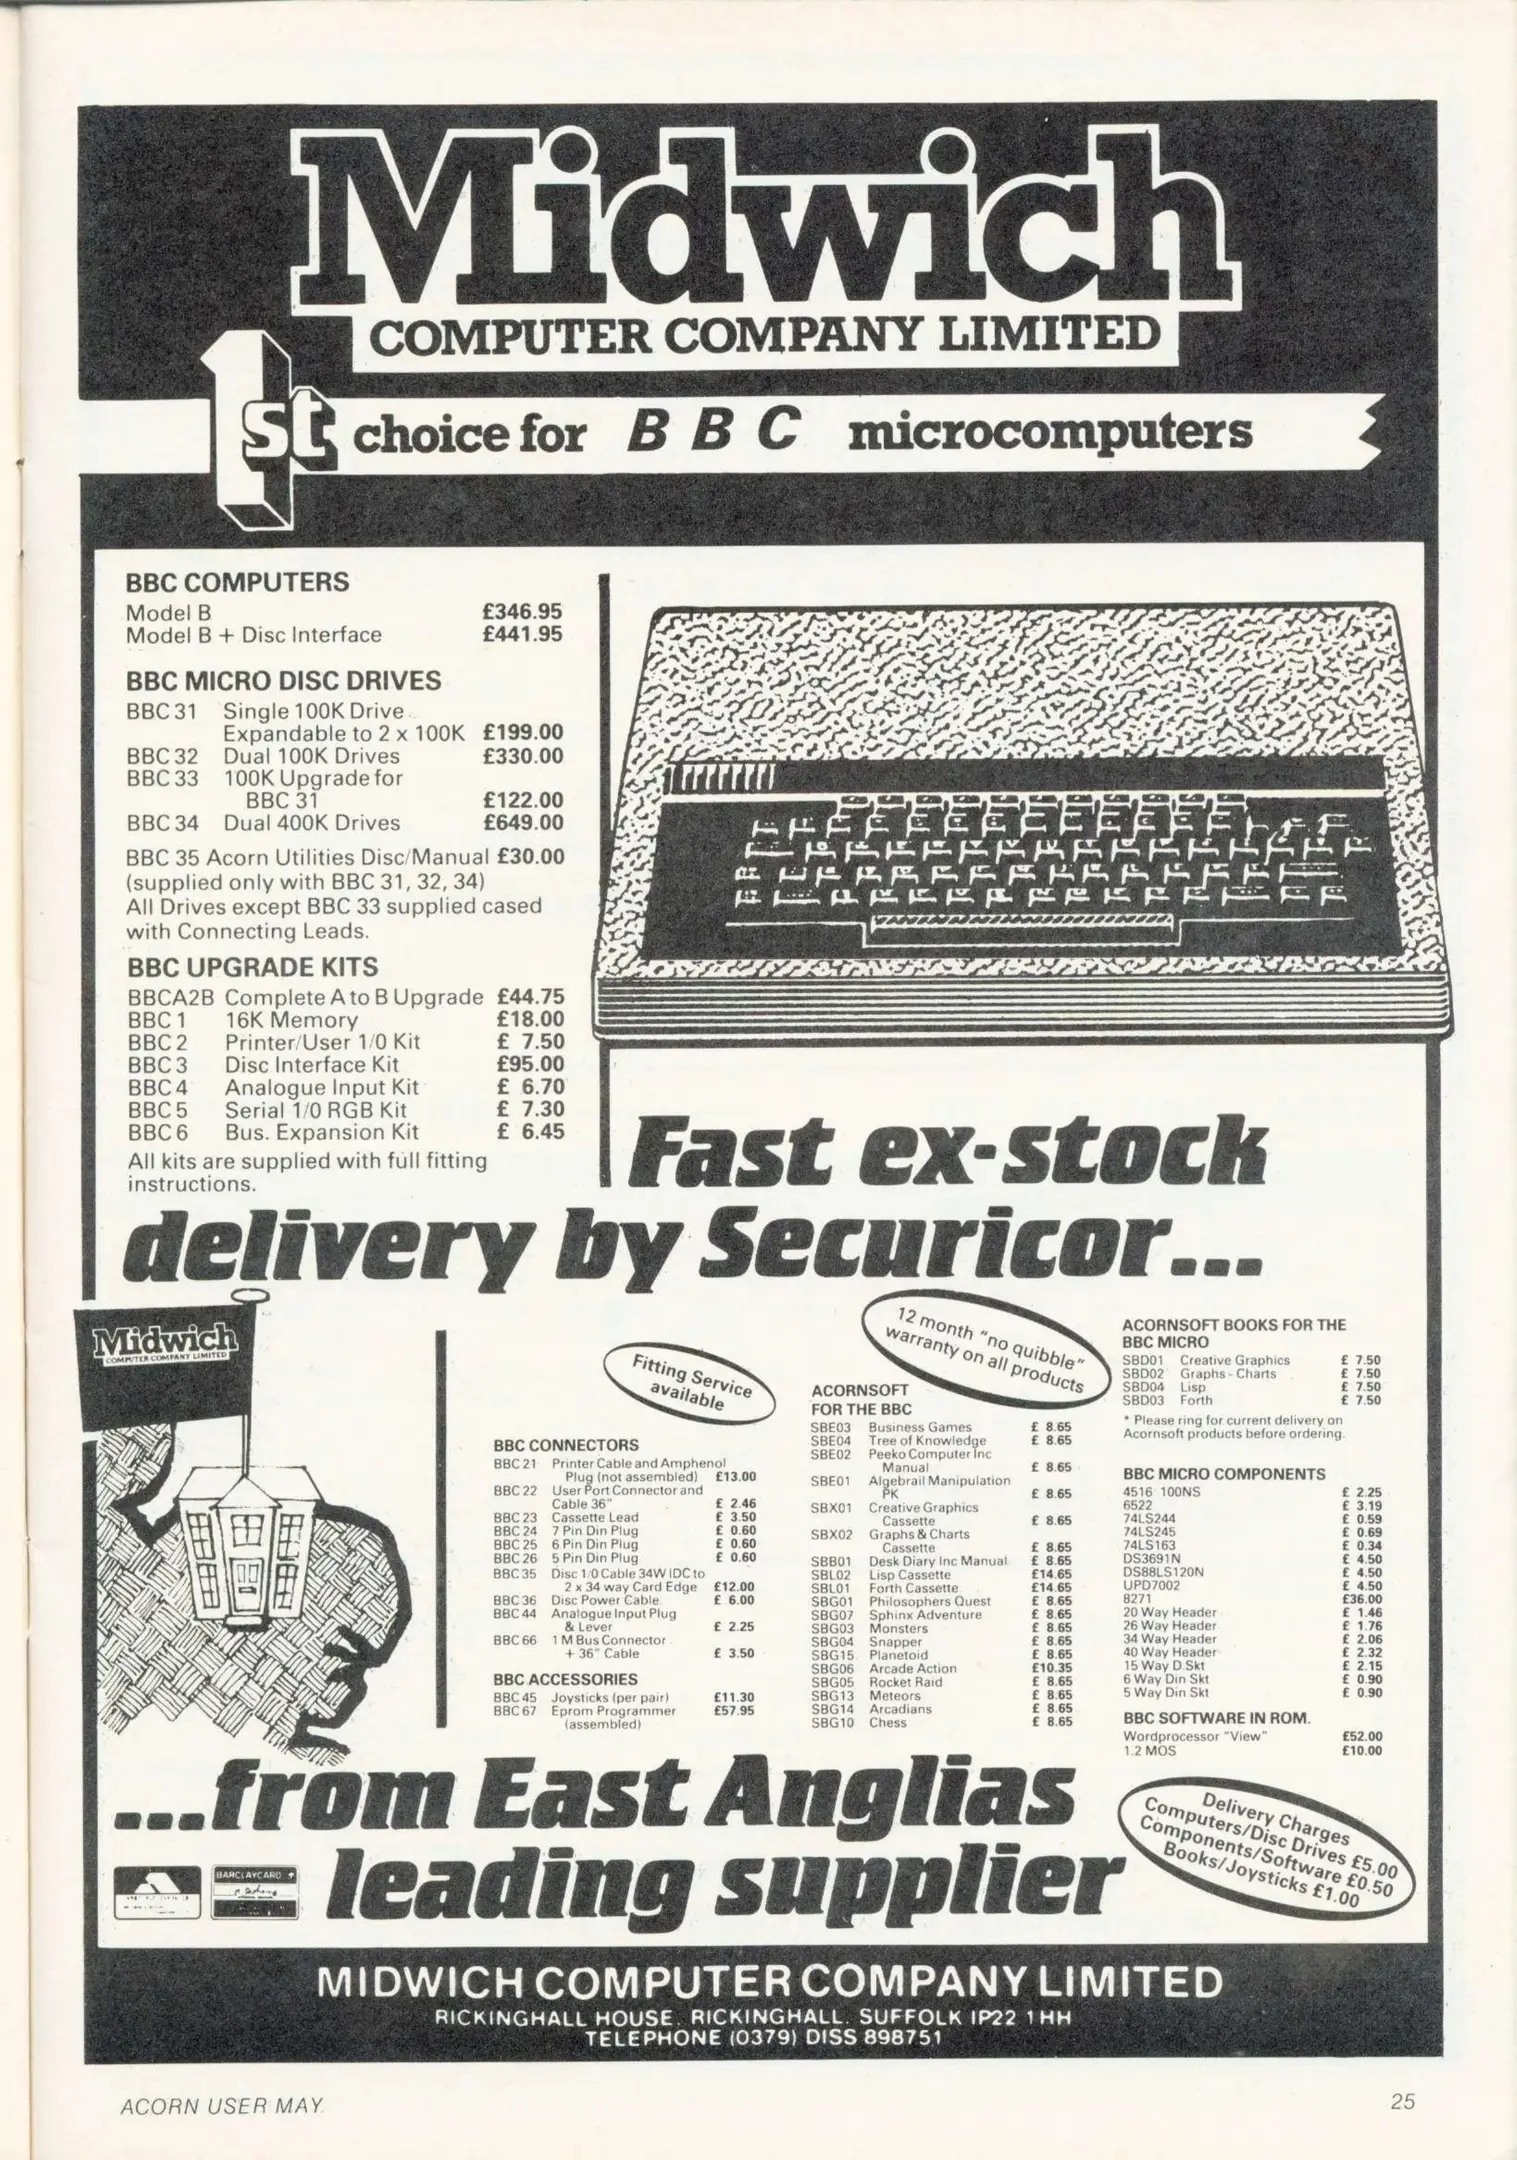 Midwich
COMPUTER COMPANY LIMITED
1st choice for BBC microcomputers
BBC COMPUTERS
Model B £346.95
Model B + Disc Interface £441.95
BBC MICRO DISC DRIVES
BBC 31 Single 100K Drive
Expandable to 2 x 100K £199.00
BBC 32 Dual 100K Drives £330.00
BBC 33 100K Upgrade for
BBC 31 £122.00
BBC 34 Dual 400K Drives £649.00
BBC 35 Acorn Utilities Disc/Manual £30.00
(supplied only with BBC 31, 32, 34)
All Drives except BBC 33 supplied cased
with Connecting Leads.
BBC UPGRADE KITS
BBCA2B Complete A to B Upgrade £44.75
BBC 1 16K Memory £18.00
BBC 2 Printer/User 1/0 Kit £ 7.50
BBC 3 Disc Interface Kit £95.00
BBC 4 Analogue Input Kit £ 6.70
BBC 5 Serial 1/0 RGB Kit £ 7.30
BBC 6 Bus. Expansion Kit £ 6.45
All kits are supplied with full fitting
instructions.
Fast ex-stock
delivery by Securicor...
Midwich
COMPUTER COMPANY LIMITED
Fitting Service
available
BBC CONNECTORS
BBC 21 Printer Cable and Amphenol
Plug (not assembled) £13.00
BBC 22 User Port Connector and
Cable 36" £ 2.46
BBC 23 Cassette Lead £ 3.50
BBC 24 7 Pin Din Plug £ 0.60
BBC 25 6 Pin Din Plug £ 0.60
BBC 26 5 Pin Din Plug £ 0.60
BBC 35 Disc 1/0 Cable 34W IDC to
2 x 34 way Card Edge £12.00
BBC 36 Disc Power Cable £ 6.00
BBC 44 Analogue Input Plug
& Lever £ 2.25
BBC 66 1 M Bus Connector
+ 36" Cable £ 3.50
BBC ACCESSORIES
BBC 45 Joysticks (per pair) £11.30
BBC 67 Eprom Programmer £57.95
(assembled)
12 month "no quibble"
warranty on all products
ACORNSOFT
FOR THE BBC
SBE03 Business Games £ 8.65
SBE04 Tree of Knowledge £ 8.65
SBE02 Peeko Computer Inc
Manual £ 8.65
SBE01 Algebrail Manipulation
PK £ 8.65
SBX01 Creative Graphics
Cassette £ 8.65
SBX02 Graphs & Charts
Cassette £ 8.65
SBB01 Desk Diary Inc Manual £ 8.65
SBL02 Lisp Cassette £14.65
SBL01 Forth Cassette £14.65
SBG01 Philosophers Quest £ 8.65
SBG07 Sphinx Adventure £ 8.65
SBG03 Monsters £ 8.65
SBG04 Snapper £ 8.65
SBG15 Planetoid £ 8.65
SBG06 Arcade Action £10.35
SBG05 Rocket Raid £ 8.65
SBG13 Meteors £ 8.65
SBG14 Arcadians £ 8.65
SBG10 Chess £ 8.65
ACORNSOFT BOOKS FOR THE
BBC MICRO
SBD01 Creative Graphics £ 7.50
SBD02 Graphs - Charts £ 7.50
SBD04 Lisp £ 7.50
SBD03 Forth £ 7.50
* Please ring for current delivery on
Acornsoft products before ordering.
BBC MICRO COMPONENTS
4516 100NS £ 2.25
6522 £ 3.19
74LS244 £ 0.59
74LS245 £ 0.69
74LS163 £ 0.34
DS3691N £ 4.50
DS88LS120N £ 4.50
UPD7002 £ 4.50
8271 £36.00
20 Way Header £ 1.46
26 Way Header £ 1.76
34 Way Header £ 2.06
40 Way Header £ 2.32
15 Way D Skt £ 2.15
6 Way Din Skt £ 0.90
5 Way Din Skt £ 0.90
BBC SOFTWARE IN ROM.
Wordprocessor "View" £52.00
1.2 MOS £10.00
...from East Anglias
leading supplier
BARCLAYCARD
Delivery Charges
Computers/Disc Drives £5.00
Components/Software £0.50
Books/Joysticks £1.00
MIDWICH COMPUTER COMPANY LIMITED
RICKINGHALL HOUSE, RICKINGHALL, SUFFOLK IP22 1HH
TELEPHONE (0379) DISS 898751
ACORN USER MAY
25